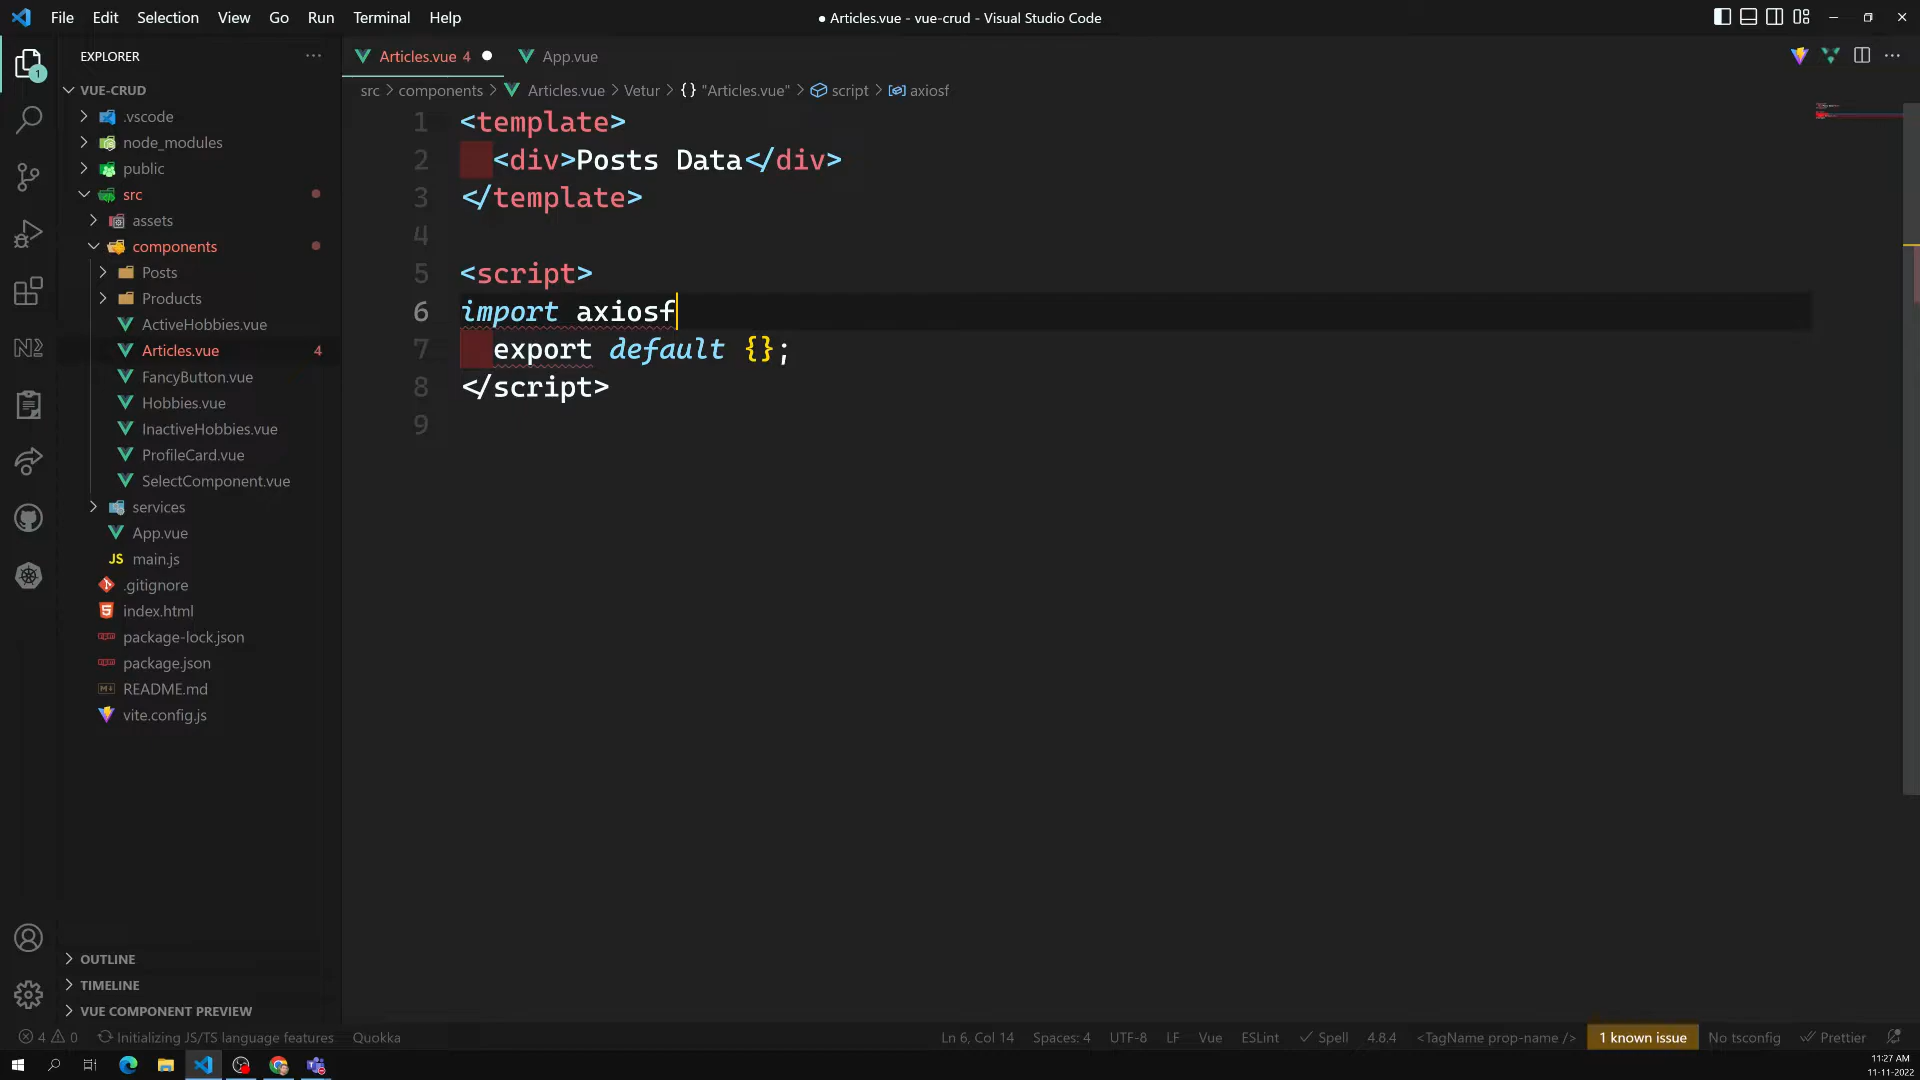 File Edit Selection View Go Run Terminal Help
● Articles.vue - vue-crud - Visual Studio Code
EXPLORER
Articles.vue 4
App.vue
1
VUE-CRUD
src > components > Articles.vue > Vetur > {} "Articles.vue" > script > axiosf
.vscode
node_modules
public
src
assets
components
Posts
Products
ActiveHobbies.vue
Articles.vue 4
FancyButton.vue
Hobbies.vue
InactiveHobbies.vue
ProfileCard.vue
SelectComponent.vue
services
App.vue
JS main.js
.gitignore
index.html
package-lock.json
package.json
README.md
vite.config.js
OUTLINE
TIMELINE
VUE COMPONENT PREVIEW
1 <template>
2 <div>Posts Data</div>
3 </template>
4
5 <script>
6 import axiosf
7 export default {};
8 </script>
9
4 0 Initializing JS/TS language features Quokka
Ln 6, Col 14 Spaces: 4 UTF-8 LF Vue ESLint Spell 4.8.4 <TagName prop-name /> 1 known issue No tsconfig Prettier
11:27 AM
11-11-2022